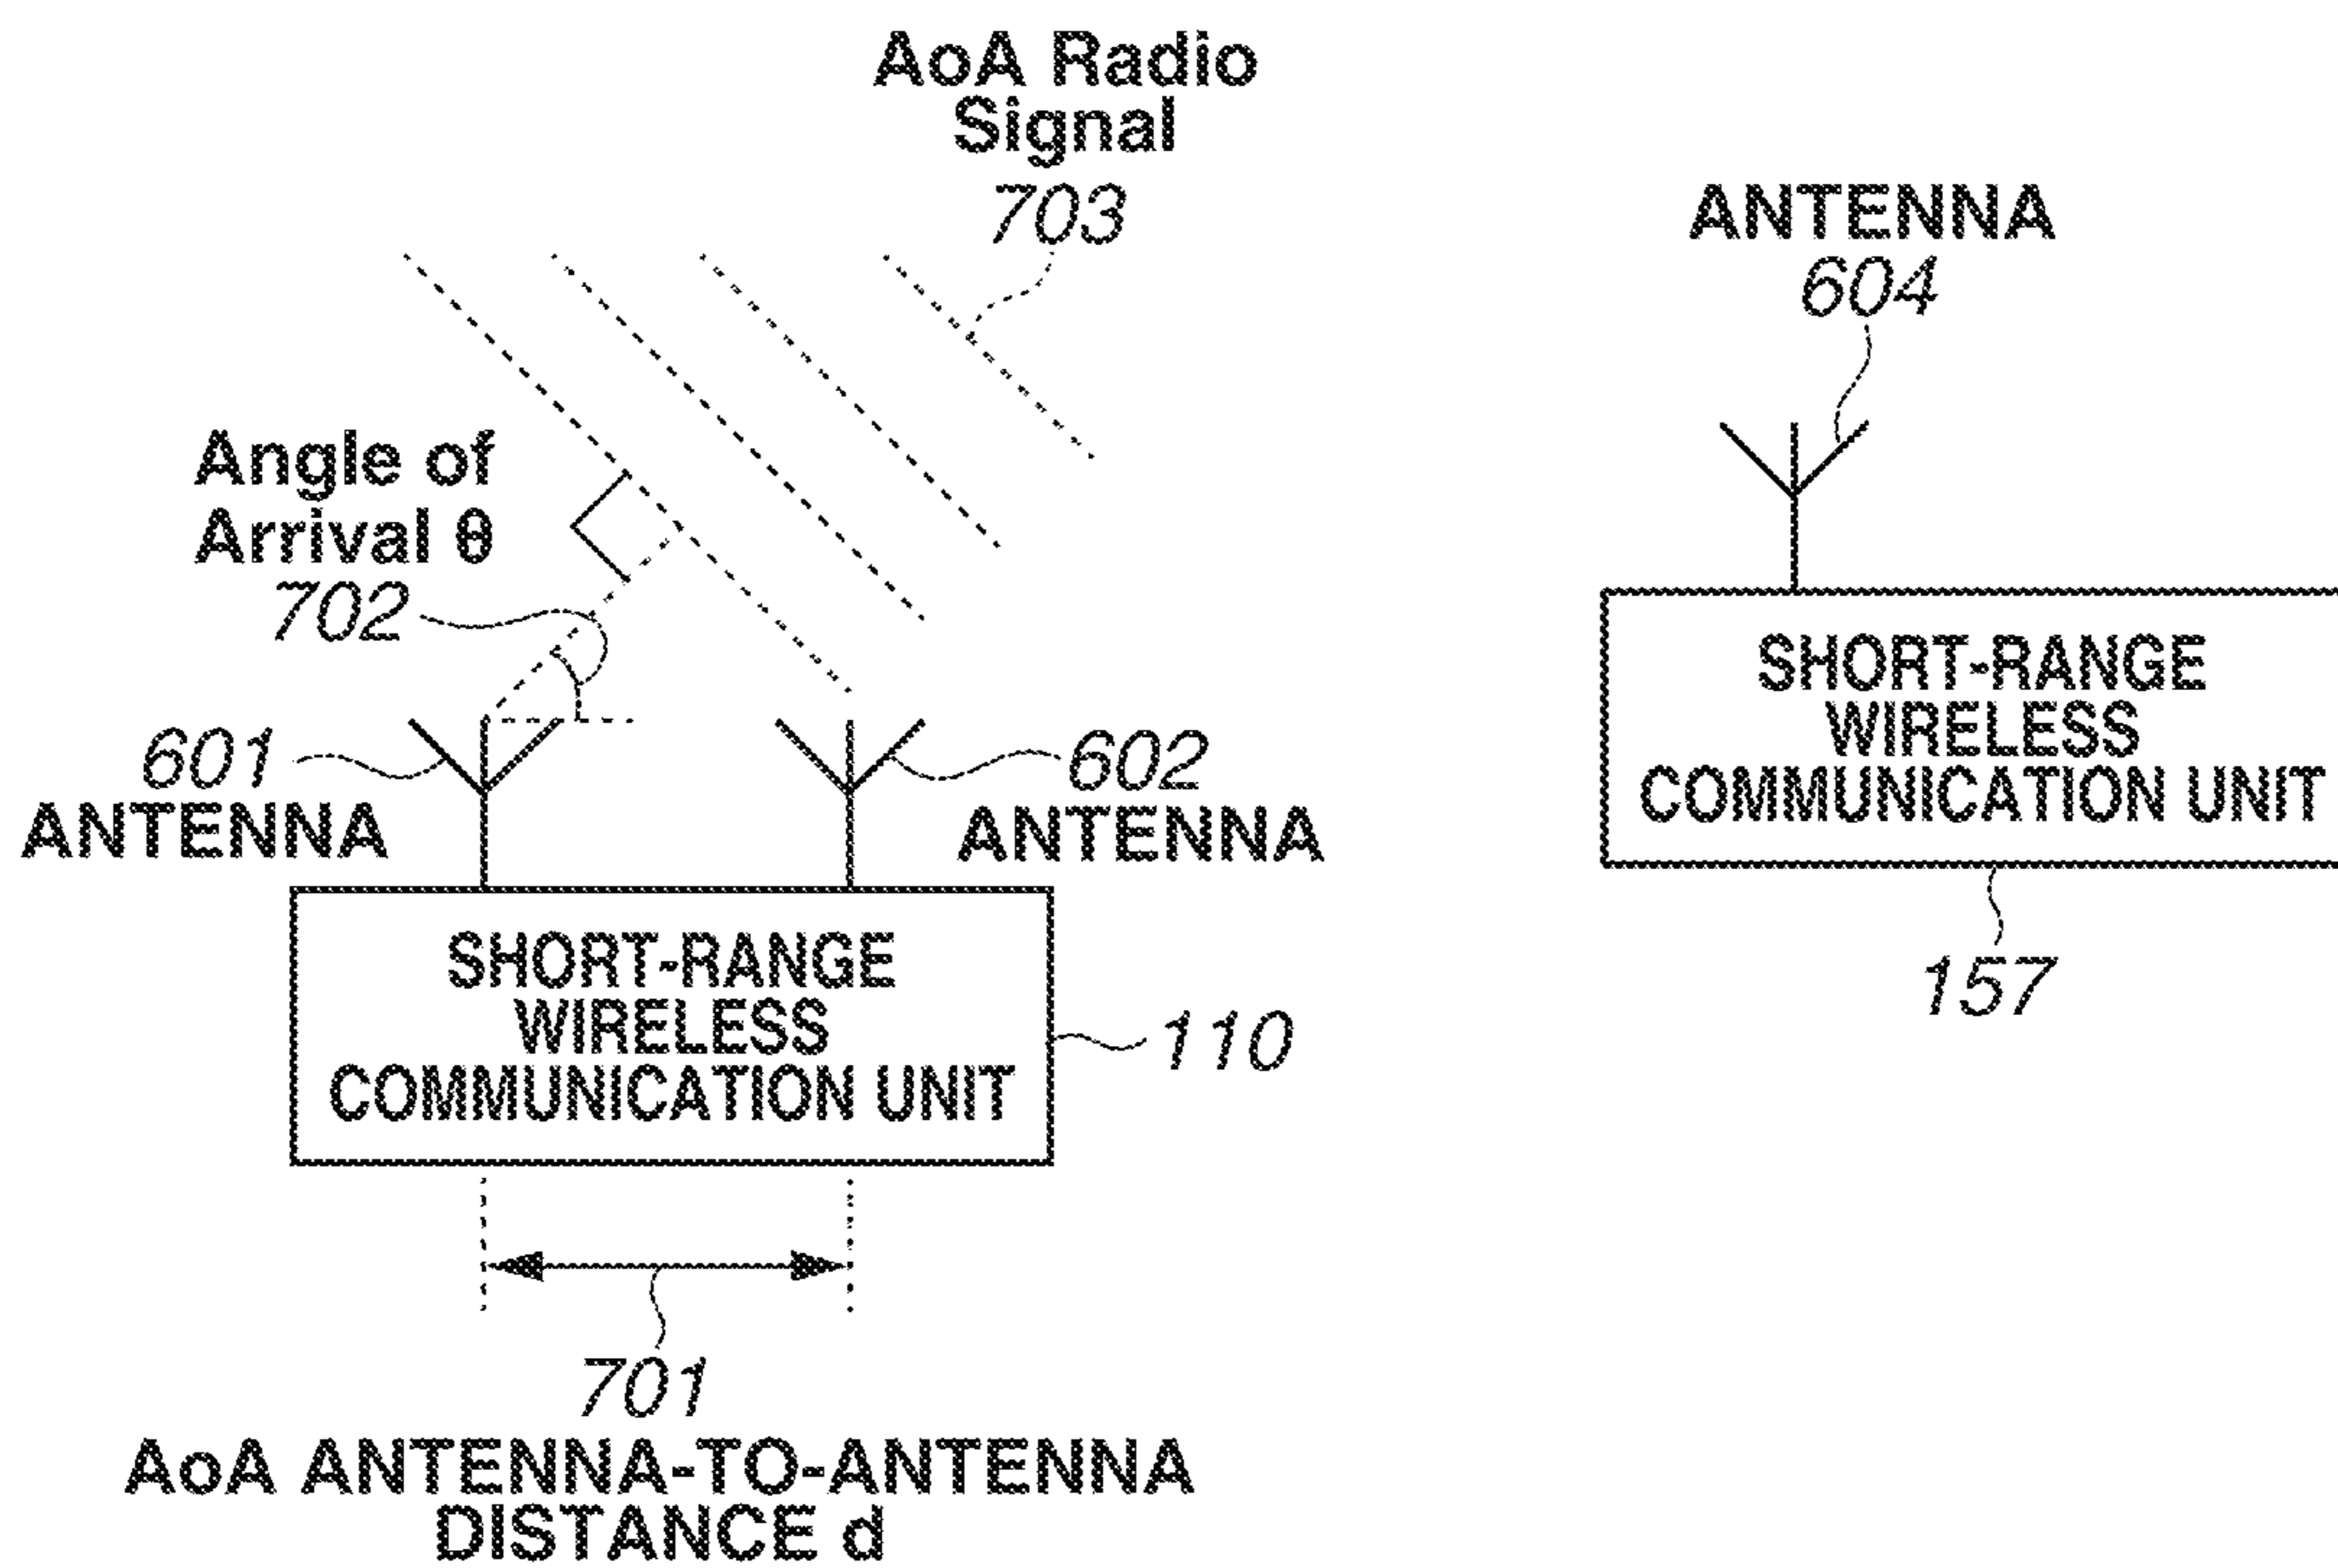 AoA Radio
Signal
703
ANTENNA
604
Angle of
Arrival θ
702
SHORT-RANGE
WIRELESS
COMMUNICATION UNIT
157
601
ANTENNA
602
ANTENNA
SHORT-RANGE
WIRELESS
COMMUNICATION UNIT
110
701
AoA ANTENNA-TO-ANTENNA
DISTANCE d